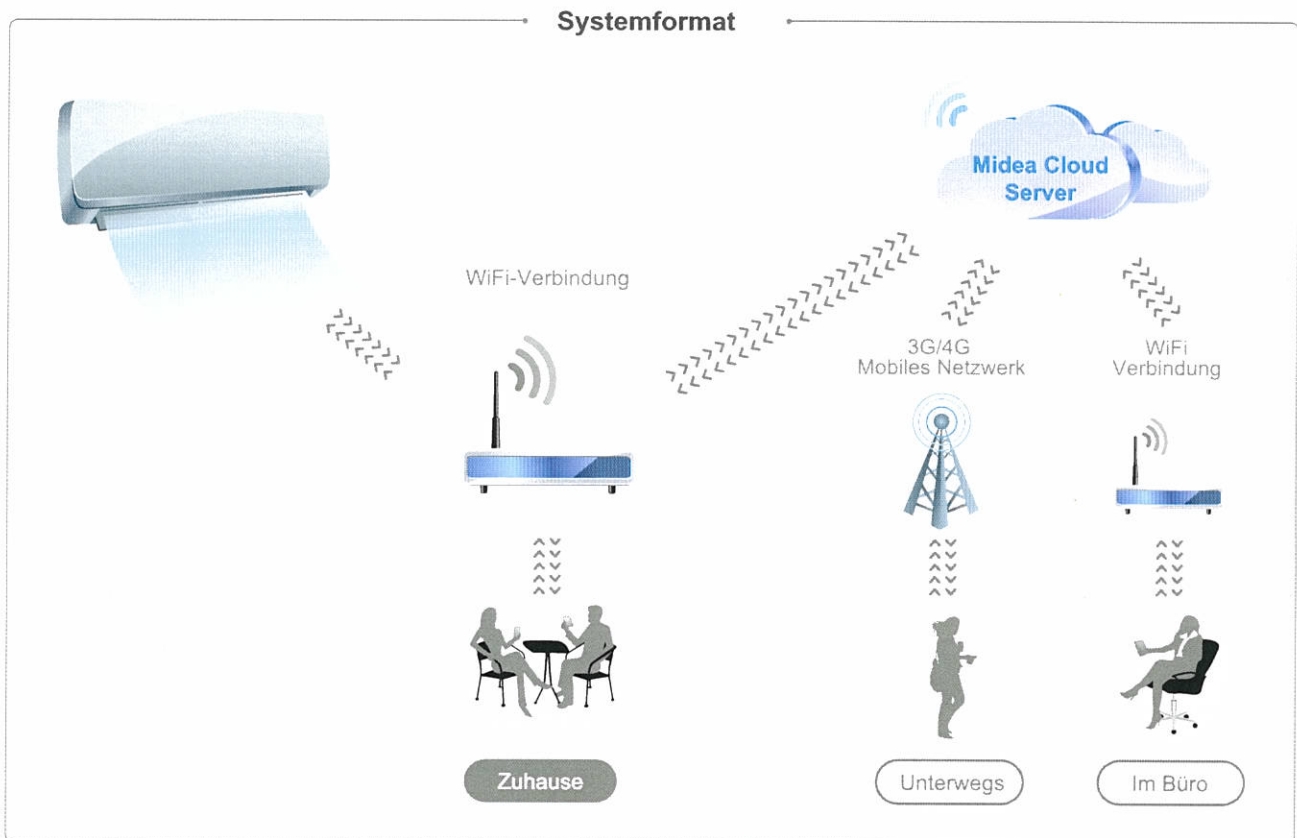 Systemformat
Midea Cloud
Server
WiFi-Verbindung
3G/4G
Mobiles Netzwerk
WiFi
Verbindung
Zuhause
Unterwegs
Im Büro